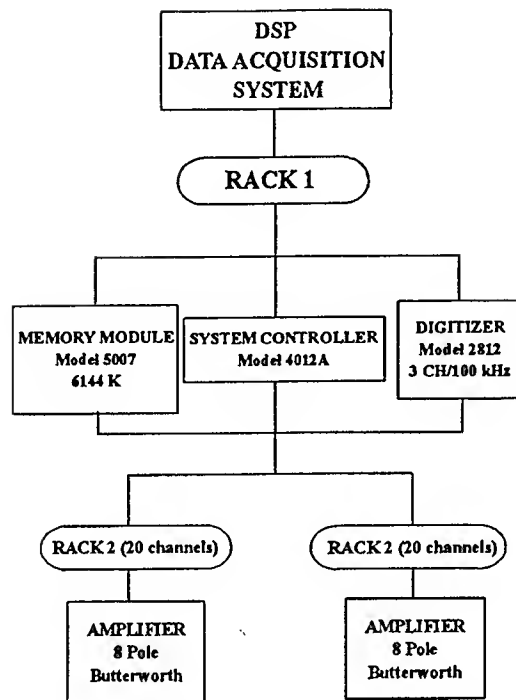 DSP
DATA ACQUISITION
SYSTEM
RACK 1
MEMORY MODULE
Model 5007
6144 K
SYSTEM CONTROLLER
Model 4012A
DIGITIZER
Model 2812
3 CH/100 kHz
RACK 2 (20 channels)
RACK 2 (20 channels)
AMPLIFIER
8 Pole
Butterworth
AMPLIFIER
8 Pole
Butterworth